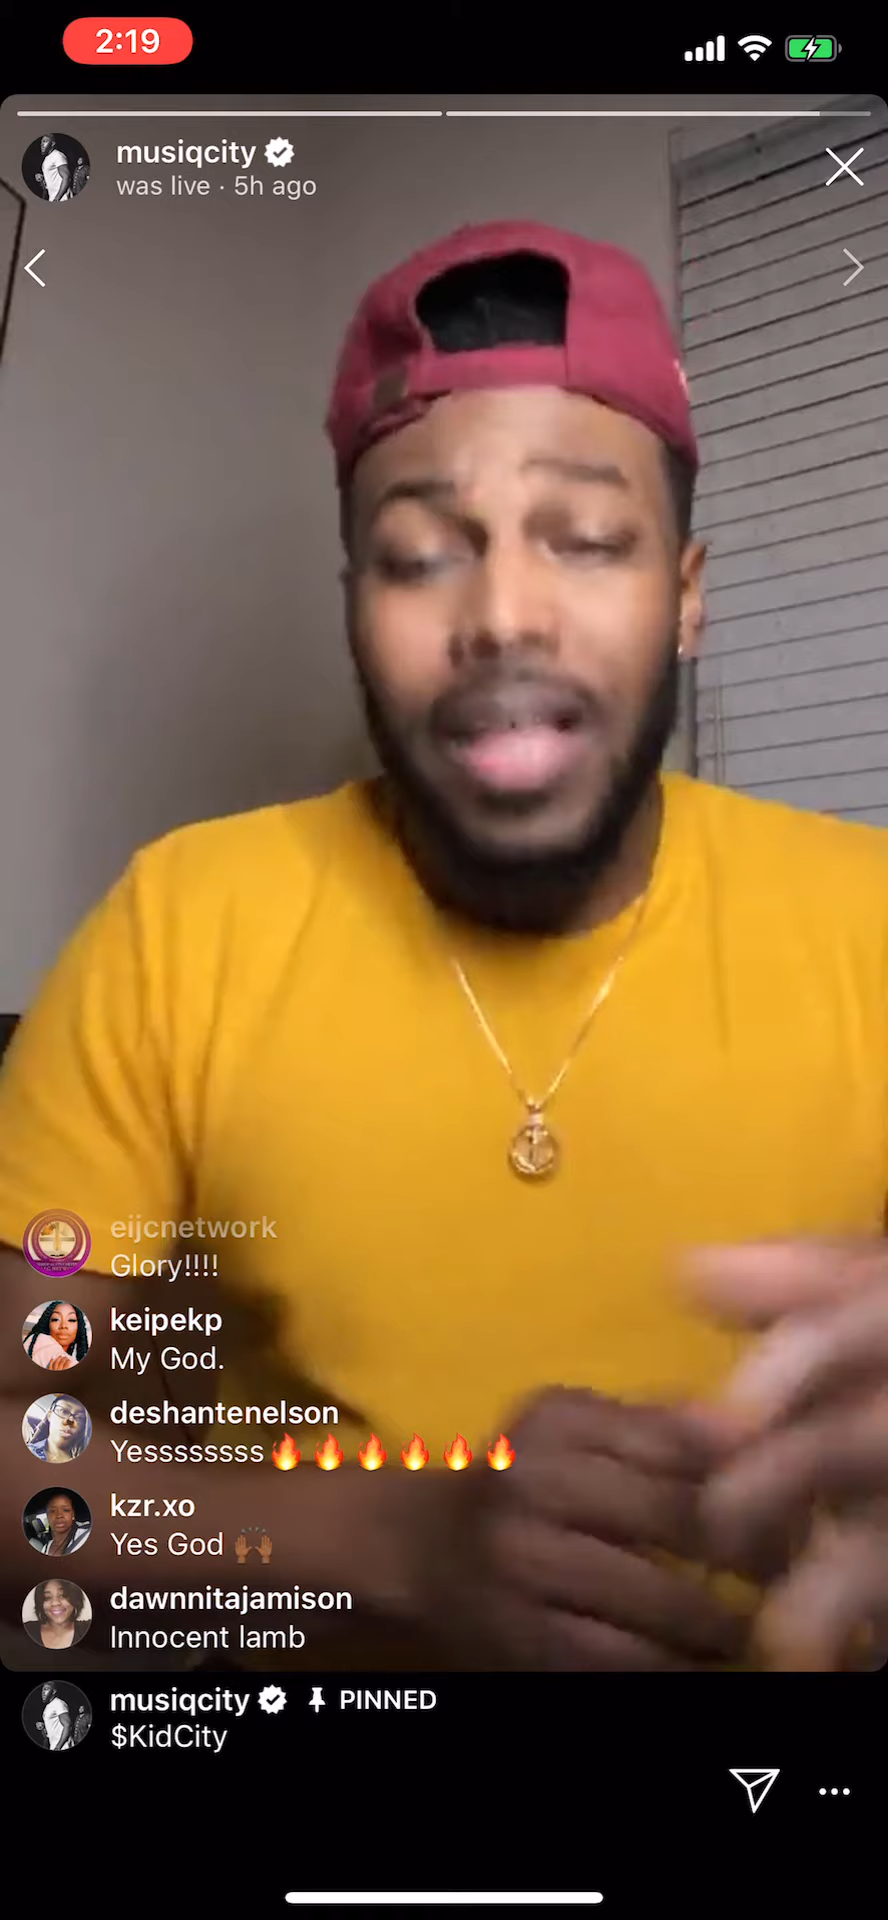 2:19
musiqcity
was live · 5h ago
eijcnetwork
Glory!!!!
keipekp
My God.
deshantenelson
Yesssssssss🔥🔥🔥🔥🔥🔥
kzr.xo
Yes God 🙌🏾
dawnnitajamison
Innocent lamb
musiqcity PINNED
$KidCity